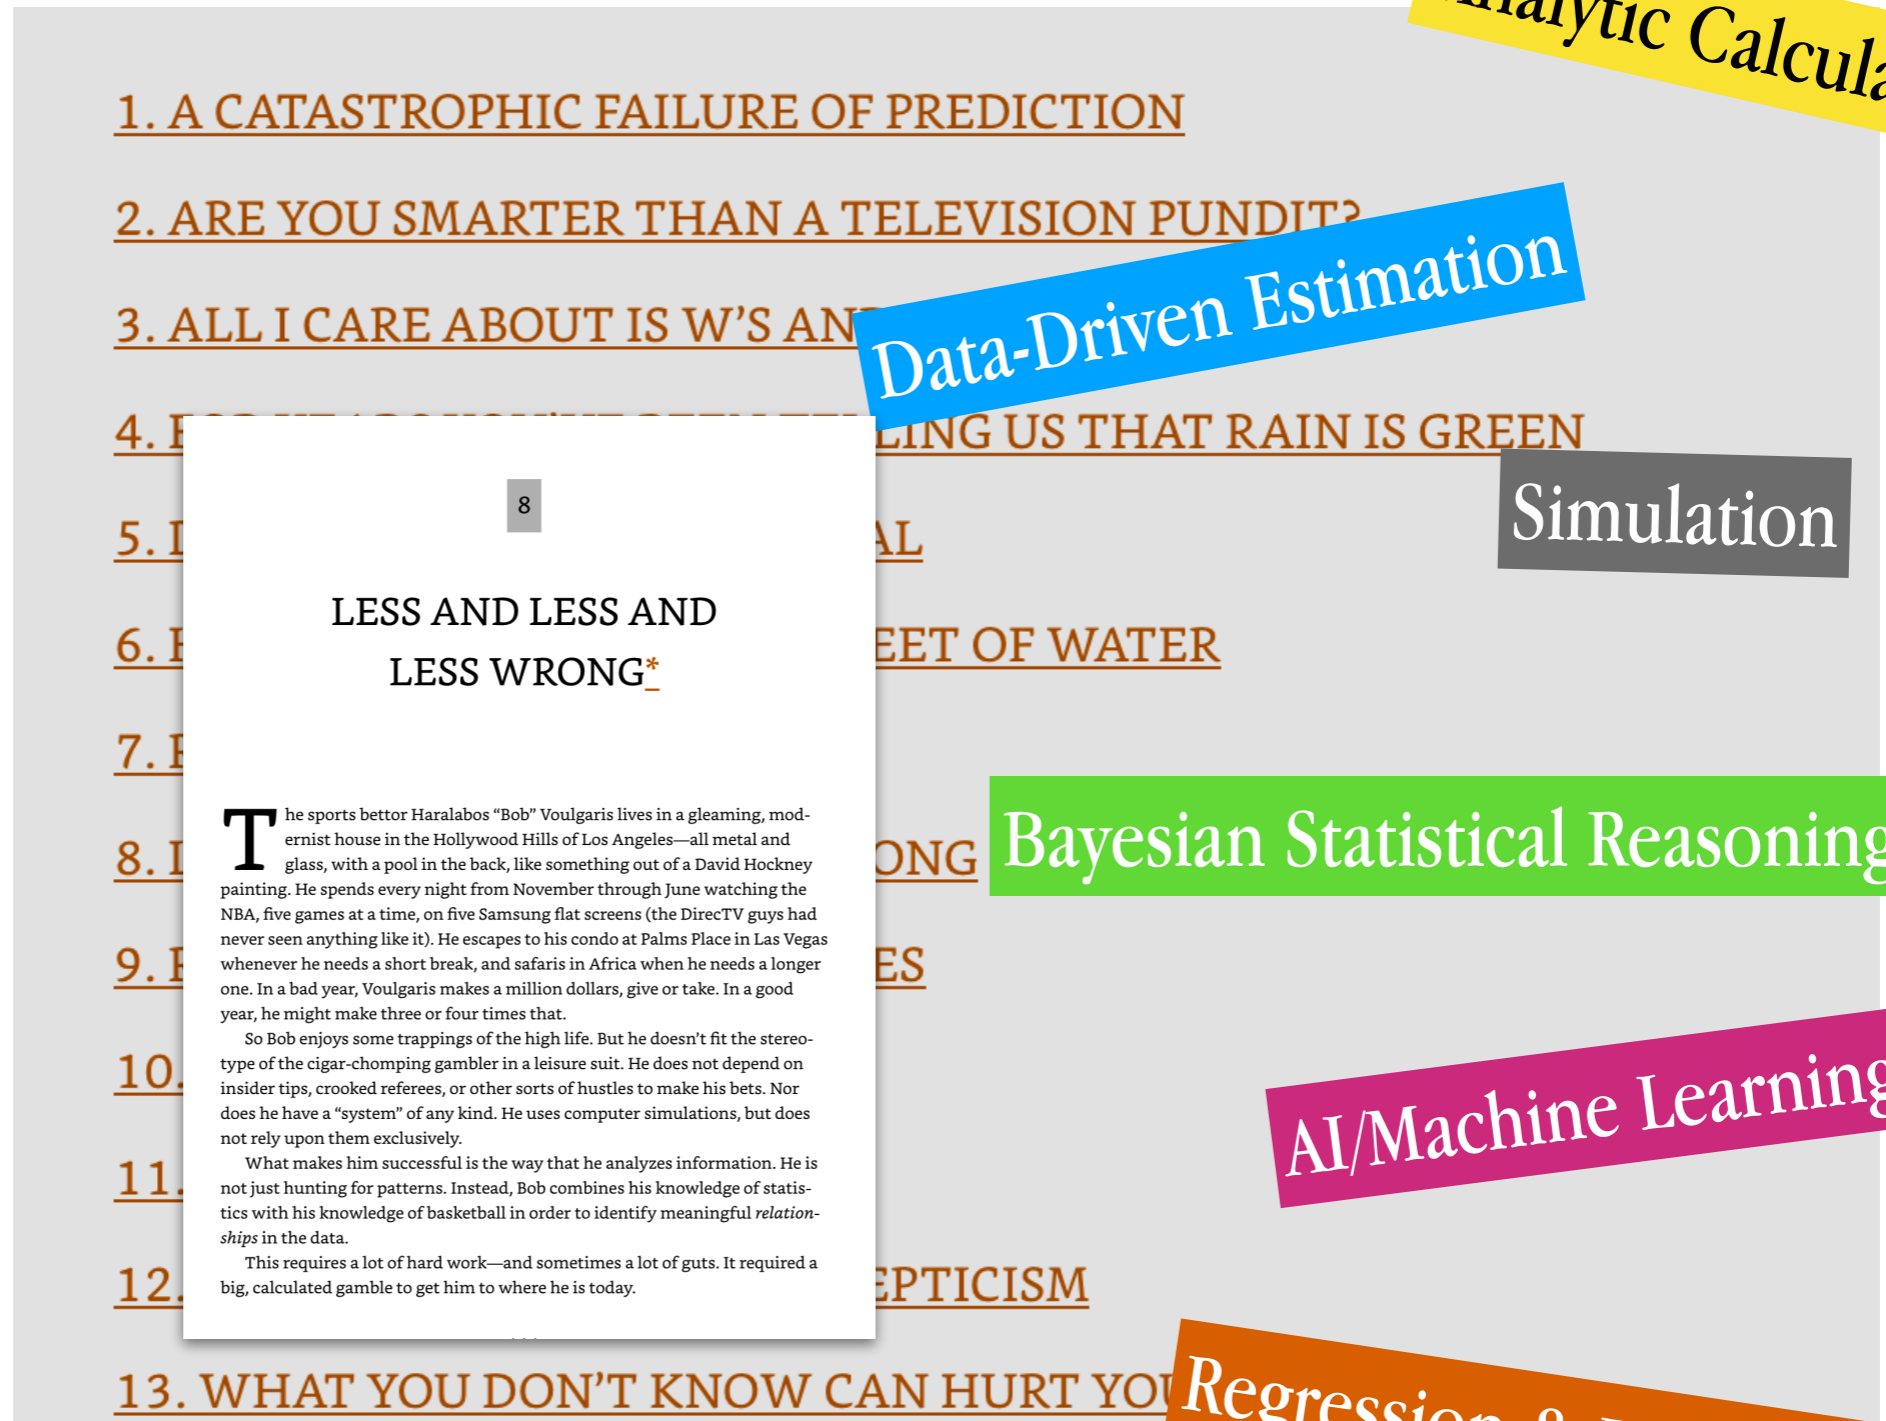 Analytic Calcula
1. A CATASTROPHIC FAILURE OF PREDICTION
2. ARE YOU SMARTER THAN A TELEVISION PUNDIT?
3. ALL I CARE ABOUT IS W’S AN
Data-Driven Estimation
4. LING US THAT RAIN IS GREEN
Simulation
5. AL
6. EET OF WATER
7.
8. ONG
Bayesian Statistical Reasoning
9. ES
10.
AI/Machine Learning
11.
12. EPTICISM
13. WHAT YOU DON’T KNOW CAN HURT YOU
Regression &
8
LESS AND LESS AND
LESS WRONG*
The sports bettor Haralabos “Bob” Voulgaris lives in a gleaming, mod-
ernist house in the Hollywood Hills of Los Angeles—all metal and
glass, with a pool in the back, like something out of a David Hockney
painting. He spends every night from November through June watching the
NBA, five games at a time, on five Samsung flat screens (the DirecTV guys had
never seen anything like it). He escapes to his condo at Palms Place in Las Vegas
whenever he needs a short break, and safaris in Africa when he needs a longer
one. In a bad year, Voulgaris makes a million dollars, give or take. In a good
year, he might make three or four times that.
So Bob enjoys some trappings of the high life. But he doesn’t fit the stereo-
type of the cigar-chomping gambler in a leisure suit. He does not depend on
insider tips, crooked referees, or other sorts of hustles to make his bets. Nor
does he have a “system” of any kind. He uses computer simulations, but does
not rely upon them exclusively.
What makes him successful is the way that he analyzes information. He is
not just hunting for patterns. Instead, Bob combines his knowledge of statis-
tics with his knowledge of basketball in order to identify meaningful relation-
ships in the data.
This requires a lot of hard work—and sometimes a lot of guts. It required a
big, calculated gamble to get him to where he is today.